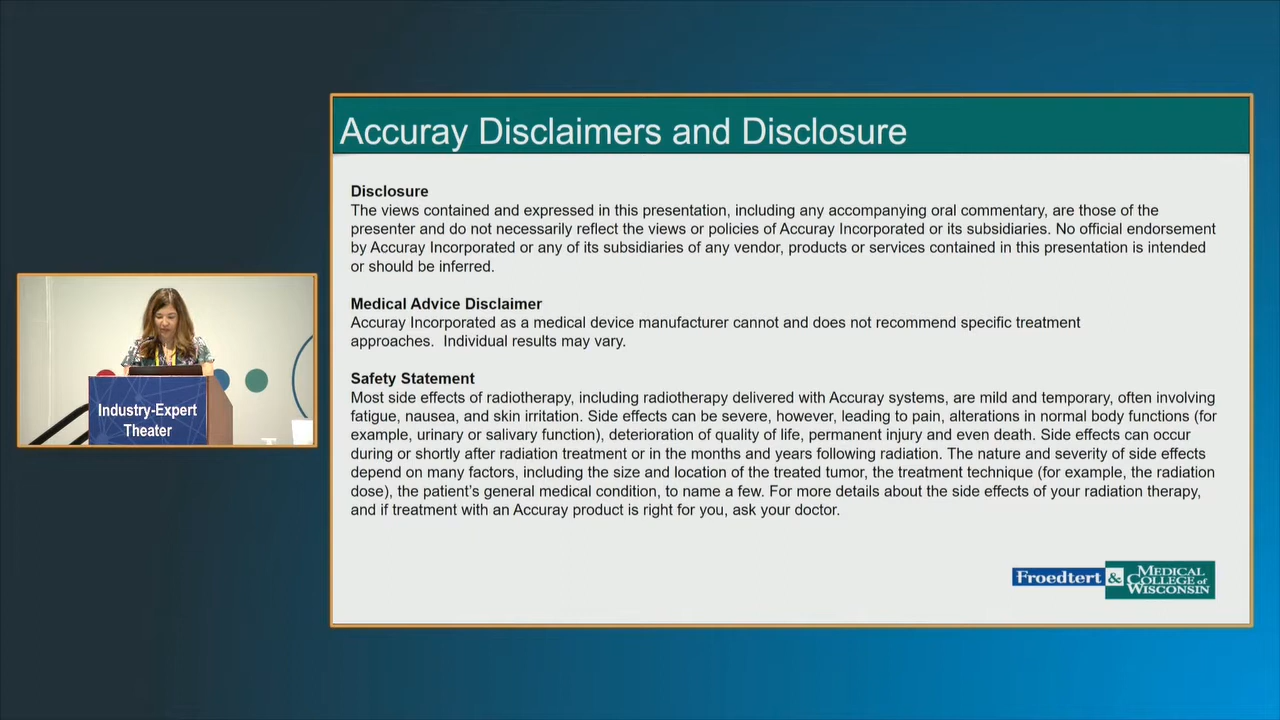 Accuray Disclaimers and Disclosure
Disclosure
The views contained and expressed in this presentation, including any accompanying oral commentary, are those of the
presenter and do not necessarily reflect the views or policies of Accuray Incorporated or its subsidiaries. No official endorsement
by Accuray Incorporated or any of its subsidiaries of any vendor, products or services contained in this presentation is intended
or should be inferred.
Medical Advice Disclaimer
Accuray Incorporated as a medical device manufacturer cannot and does not recommend specific treatment
approaches.  Individual results may vary.
Safety Statement
Most side effects of radiotherapy, including radiotherapy delivered with Accuray systems, are mild and temporary, often involving
fatigue, nausea, and skin irritation. Side effects can be severe, however, leading to pain, alterations in normal body functions (for
example, urinary or salivary function), deterioration of quality of life, permanent injury and even death. Side effects can occur
during or shortly after radiation treatment or in the months and years following radiation. The nature and severity of side effects
depend on many factors, including the size and location of the treated tumor, the treatment technique (for example, the radiation
dose), the patient’s general medical condition, to name a few. For more details about the side effects of your radiation therapy,
and if treatment with an Accuray product is right for you, ask your doctor.
Froedtert & MEDICAL
COLLEGE of
WISCONSIN
Industry-Expert
Theater